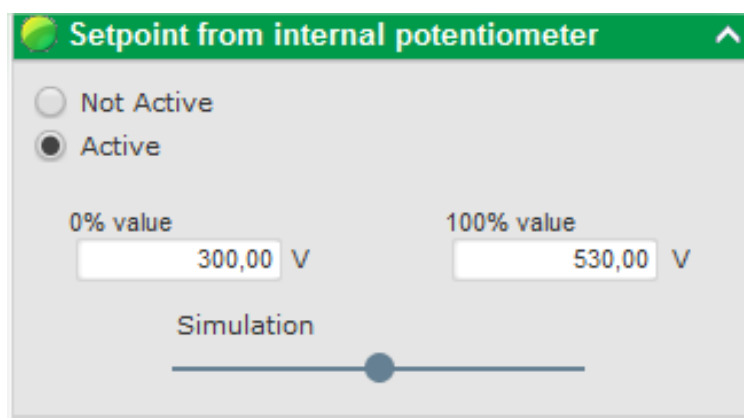 Setpoint from internal potentiometer
Not Active
Active
0% value 100% value
300,00 V 530,00 V
Simulation